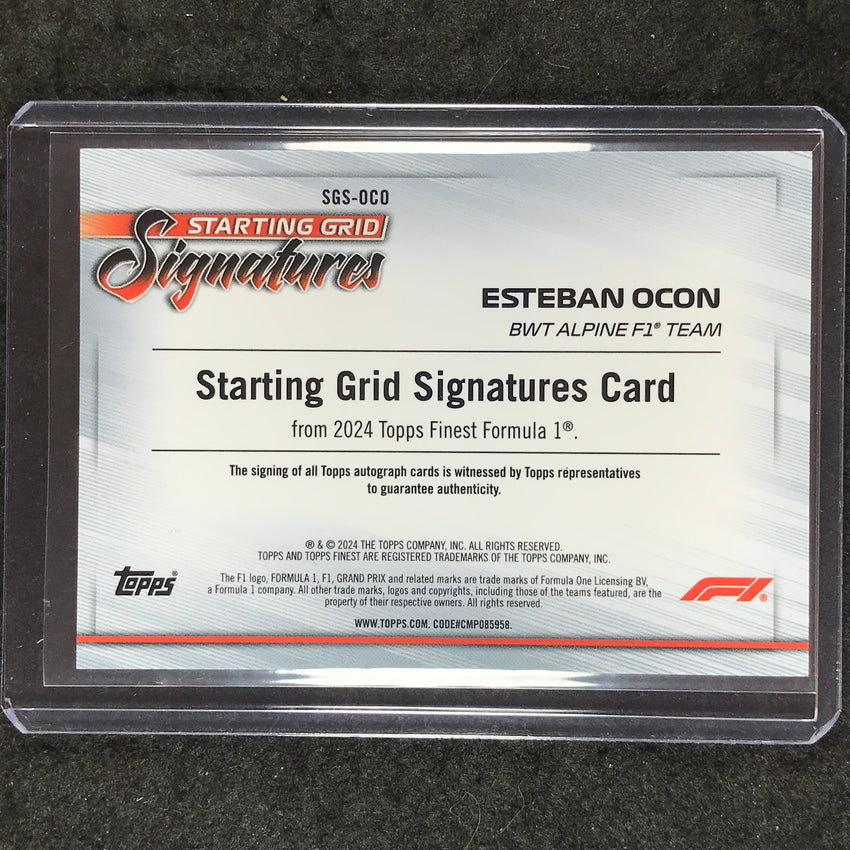 SGS-OCO
STARTING GRID
Signatures
ESTEBAN OCON
BWT ALPINE F1® TEAM
Starting Grid Signatures Card
from 2024 Topps Finest Formula 1®.
The signing of all Topps autograph cards is witnessed by Topps representatives
to guarantee authenticity.
® & © 2024 THE TOPPS COMPANY, INC. ALL RIGHTS RESERVED.
TOPPS AND TOPPS FINEST ARE REGISTERED TRADEMARKS OF THE TOPPS COMPANY, INC.
topps®
The F1 logo, FORMULA 1, F1, GRAND PRIX and related marks are trade marks of Formula One Licensing BV,
a Formula 1 company. All other trade marks, logos and copyrights, including those of the teams featured, are the
property of their respective owners. All rights reserved.
F1®
WWW.TOPPS.COM. CODE#CMP085958.